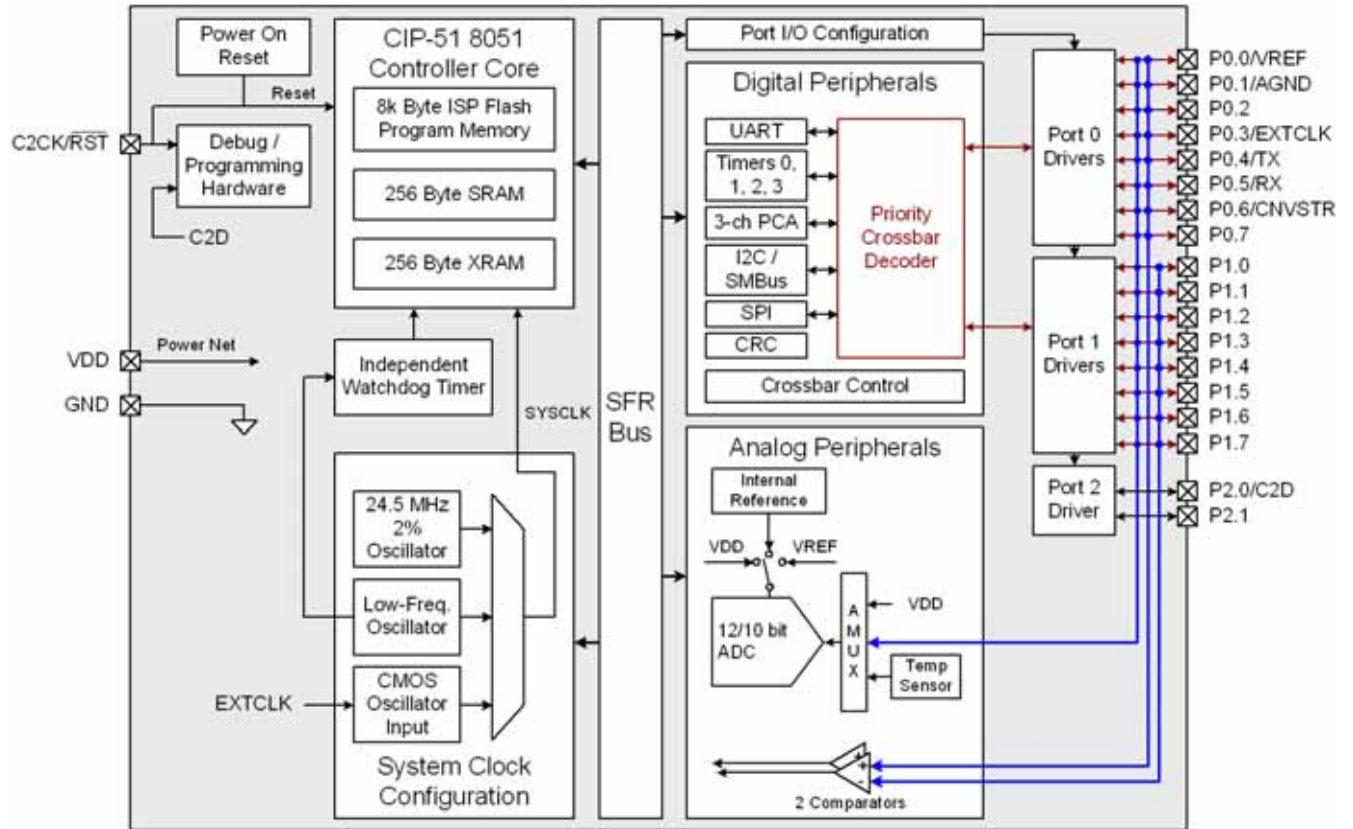 Power On
Reset
Reset
C2CK/RST
Debug /
Programming
Hardware
C2D
VDD
Power Net
GND
CIP-51 8051
Controller Core
8k Byte ISP Flash
Program Memory
256 Byte SRAM
256 Byte XRAM
Independent
Watchdog Timer
SYSCLK
24.5 MHz
2%
Oscillator
Low-Freq.
Oscillator
EXTCLK
CMOS
Oscillator
Input
System Clock
Configuration
SFR
Bus
Port I/O Configuration
Digital Peripherals
UART
Timers 0,
1, 2, 3
3-ch PCA
I2C /
SMBus
SPI
CRC
Priority
Crossbar
Decoder
Crossbar Control
Analog Peripherals
Internal
Reference
VDD
VREF
12/10 bit
ADC
A
M
U
X
VDD
Temp
Sensor
+
+
-
2 Comparators
Port 0
Drivers
Port 1
Drivers
Port 2
Driver
P0.0/VREF
P0.1/AGND
P0.2
P0.3/EXTCLK
P0.4/TX
P0.5/RX
P0.6/CNVSTR
P0.7
P1.0
P1.1
P1.2
P1.3
P1.4
P1.5
P1.6
P1.7
P2.0/C2D
P2.1